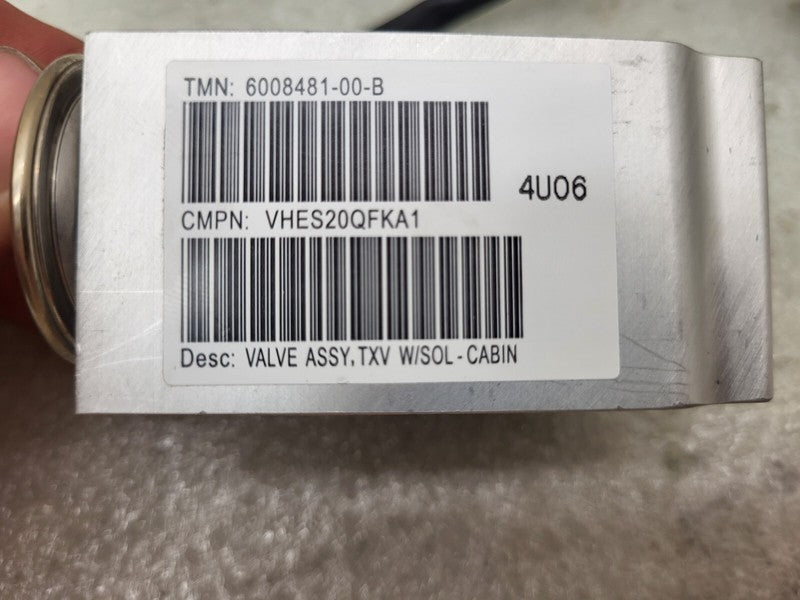 TMN: 6008481-00-B
4U06
CMPN: VHES20QFKA1
Desc: VALVE ASSY,TXV W/SOL-CABIN